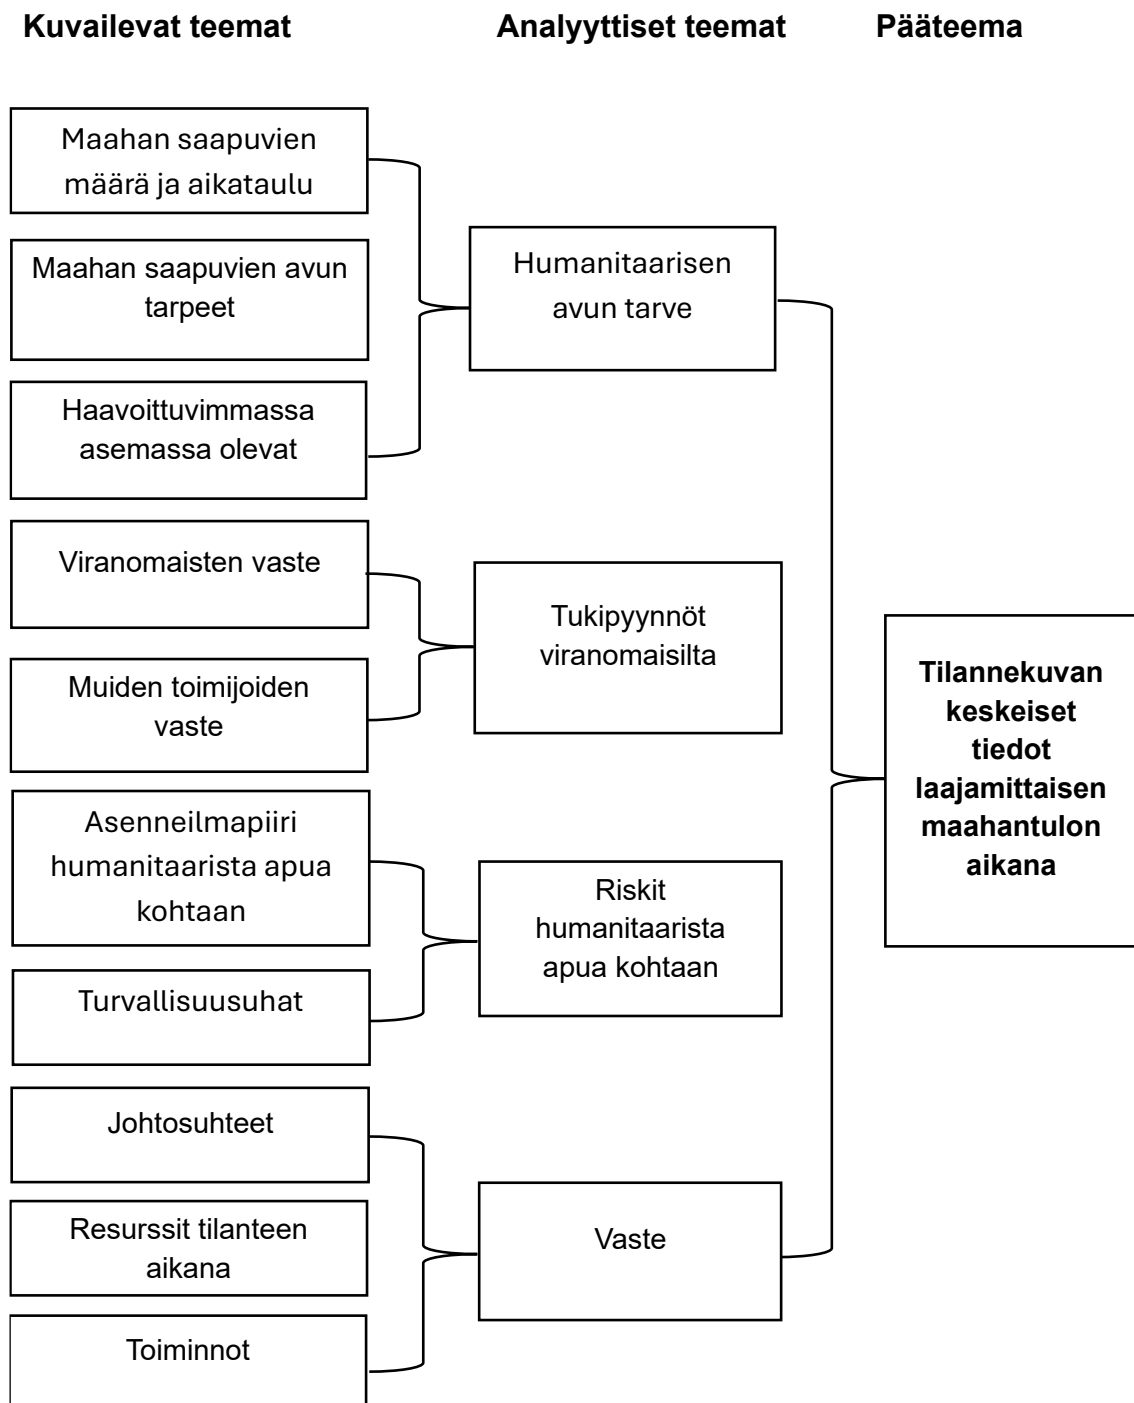 Kuvailevat teemat
Analyyttiset teemat
Pääteema
Maahan saapuvien
määrä ja aikataulu
Maahan saapuvien avun
tarpeet
Haavoittuvimmassa
asemassa olevat
Humanitaarisen
avun tarve
Viranomaisten vaste
Muiden toimijoiden
vaste
Tukipyynnöt
viranomaisilta
Asenneilmapiiri
humanitaarista apua
kohtaan
Turvallisuusuhat
Riskit
humanitaarista
apua kohtaan
Johtosuhteet
Resurssit tilanteen
aikana
Toiminnot
Vaste
Tilannekuvan
keskeiset
tiedot
laajamittaisen
maahantulon
aikana